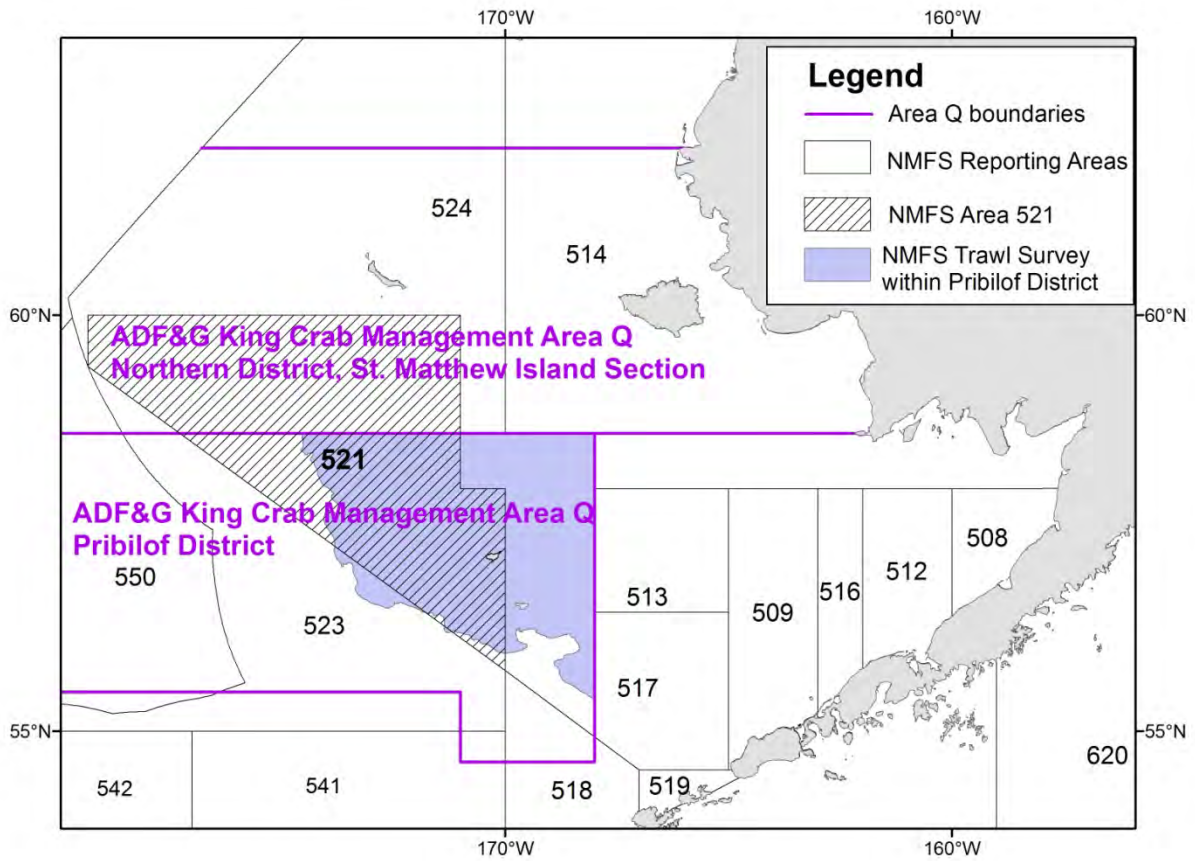 170°W
160°W
Legend
Area Q boundaries
NMFS Reporting Areas
NMFS Area 521
NMFS Trawl Survey
within Pribilof District
524
514
60°N
60°N
ADF&G King Crab Management Area Q
Northern District, St. Matthew Island Section
521
ADF&G King Crab Management Area Q
Pribilof District
550
523
513
517
509
516
512
508
55°N
55°N
542
541
518
519
620
170°W
160°W